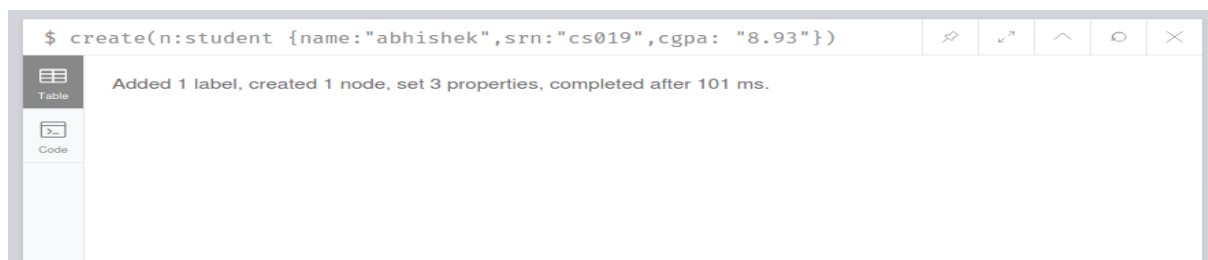 $ create(n:student {name:"abhishek",srn:"cs019",cgpa: "8.93"})
Table
Added 1 label, created 1 node, set 3 properties, completed after 101 ms.
Code